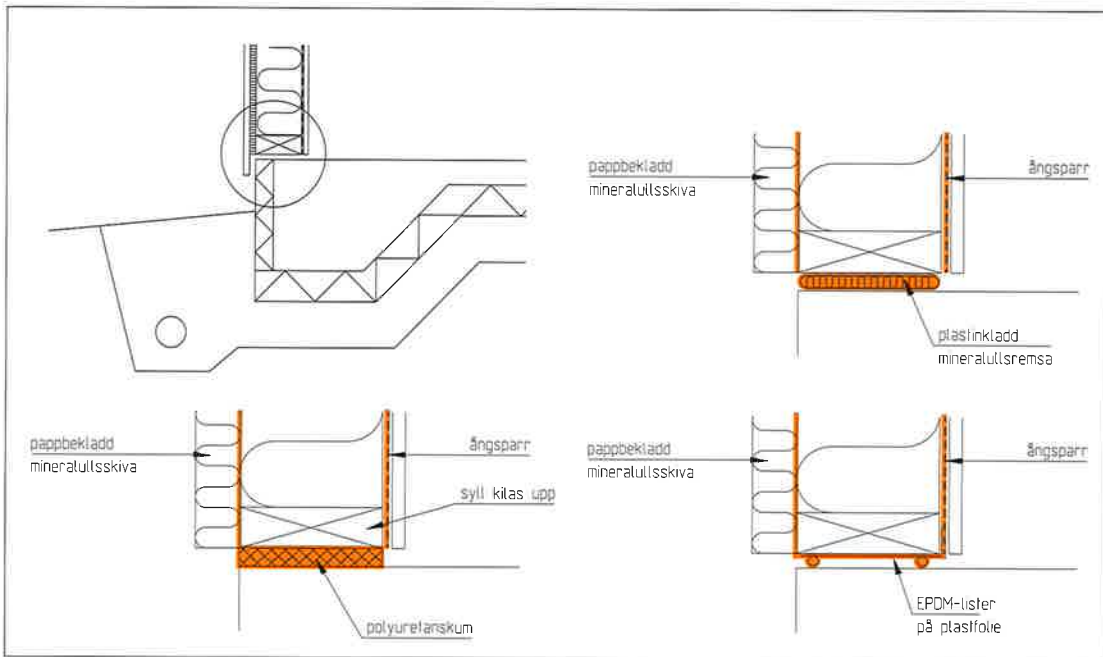 pappbekladd
mineralullsskiva
ångsparr
plastinkladd
mineralullsremsa
pappbekladd
mineralullsskiva
ångsparr
syll kilas upp
polyuretanskum
pappbekladd
mineralullsskiva
ångsparr
EPDM-lister
på plastfolie